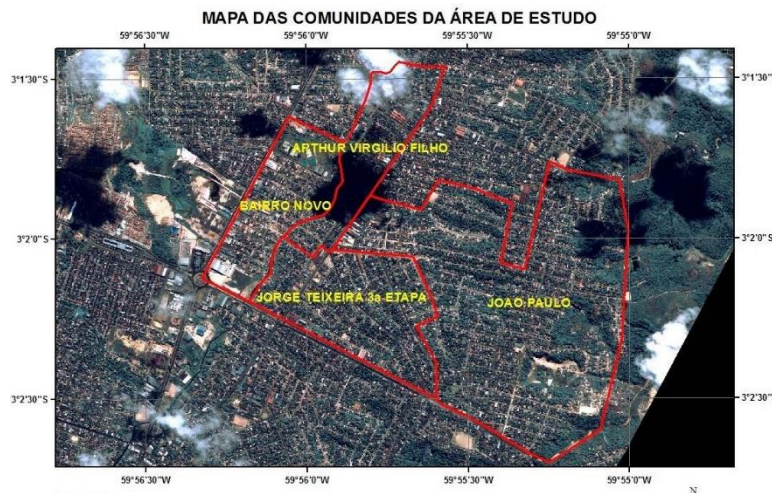 MAPA DAS COMUNIDADES DA ÁREA DE ESTUDO
59°56'30"W 59°56'0"W 59°55'30"W 59°55'0"W
3°1'30"S 3°1'30"S
ARTHUR VIRGILIO FILHO
BAIRRO NOVO
3°2'0"S 3°2'0"S
JORGE TEIXEIRA 3a ETAPA JOAO PAULO
3°2'30"S 3°2'30"S
59°56'30"W 59°56'0"W 59°55'30"W 59°55'0"W
N